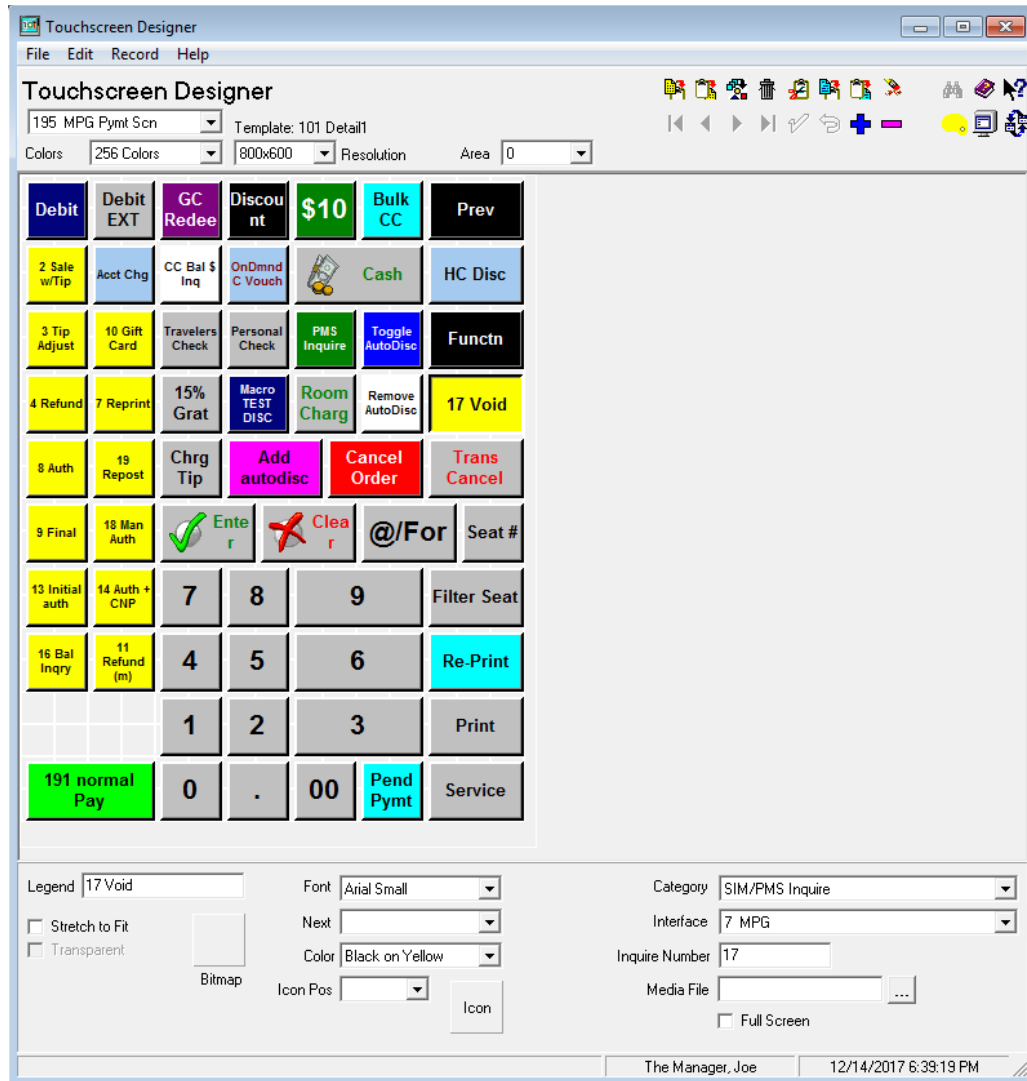 Touchscreen Designer
File Edit Record Help
Touchscreen Designer
195 MPG Pymt Scn
Template: 101 Detail1
Colors 256 Colors 800x600 Resolution Area 0
Debit
Debit
EXT
GC
Redee
Discou
nt
$10
Bulk
CC
Prev
2 Sale
w/Tip
Acct Chg
CC Bal $
Inq
OnDmnd
C Vouch
Cash
HC Disc
3 Tip
Adjust
10 Gift
Card
Travelers
Check
Personal
Check
PMS
Inquire
Toggle
AutoDisc
Functn
4 Refund
7 Reprint
15%
Grat
Macro
TEST
DISC
Room
Charg
Remove
AutoDisc
17 Void
8 Auth
19
Repost
Chrg
Tip
Add
autodisc
Cancel
Order
Trans
Cancel
9 Final
18 Man
Auth
Ente
r
Clea
r
@/For
Seat #
13 Initial
auth
14 Auth +
CNP
7
8
9
Filter Seat
16 Bal
Inqry
11
Refund
(m)
4
5
6
Re-Print
1
2
3
Print
191 normal
Pay
0
.
00
Pend
Pymt
Service
Legend 17 Void
Stretch to Fit
Transparent
Bitmap
Font Arial Small
Next
Color Black on Yellow
Icon Pos
Icon
Category SIM/PMS Inquire
Interface 7 MPG
Inquire Number 17
Media File ...
Full Screen
The Manager, Joe 12/14/2017 6:39:19 PM